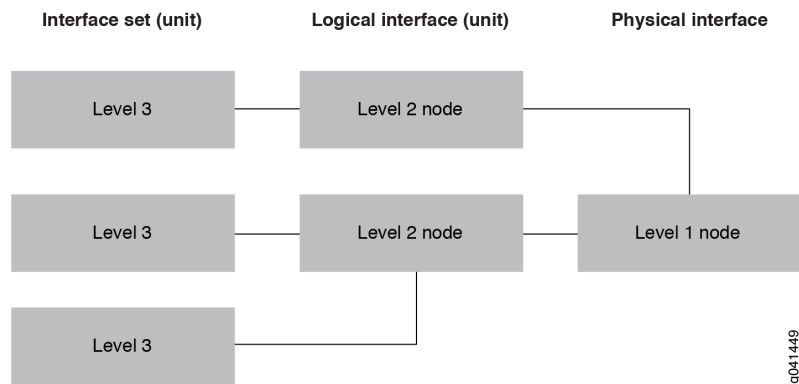 Interface set (unit)
Logical interface (unit)
Physical interface
Level 3
Level 2 node
Level 3
Level 2 node
Level 1 node
Level 3
g041449